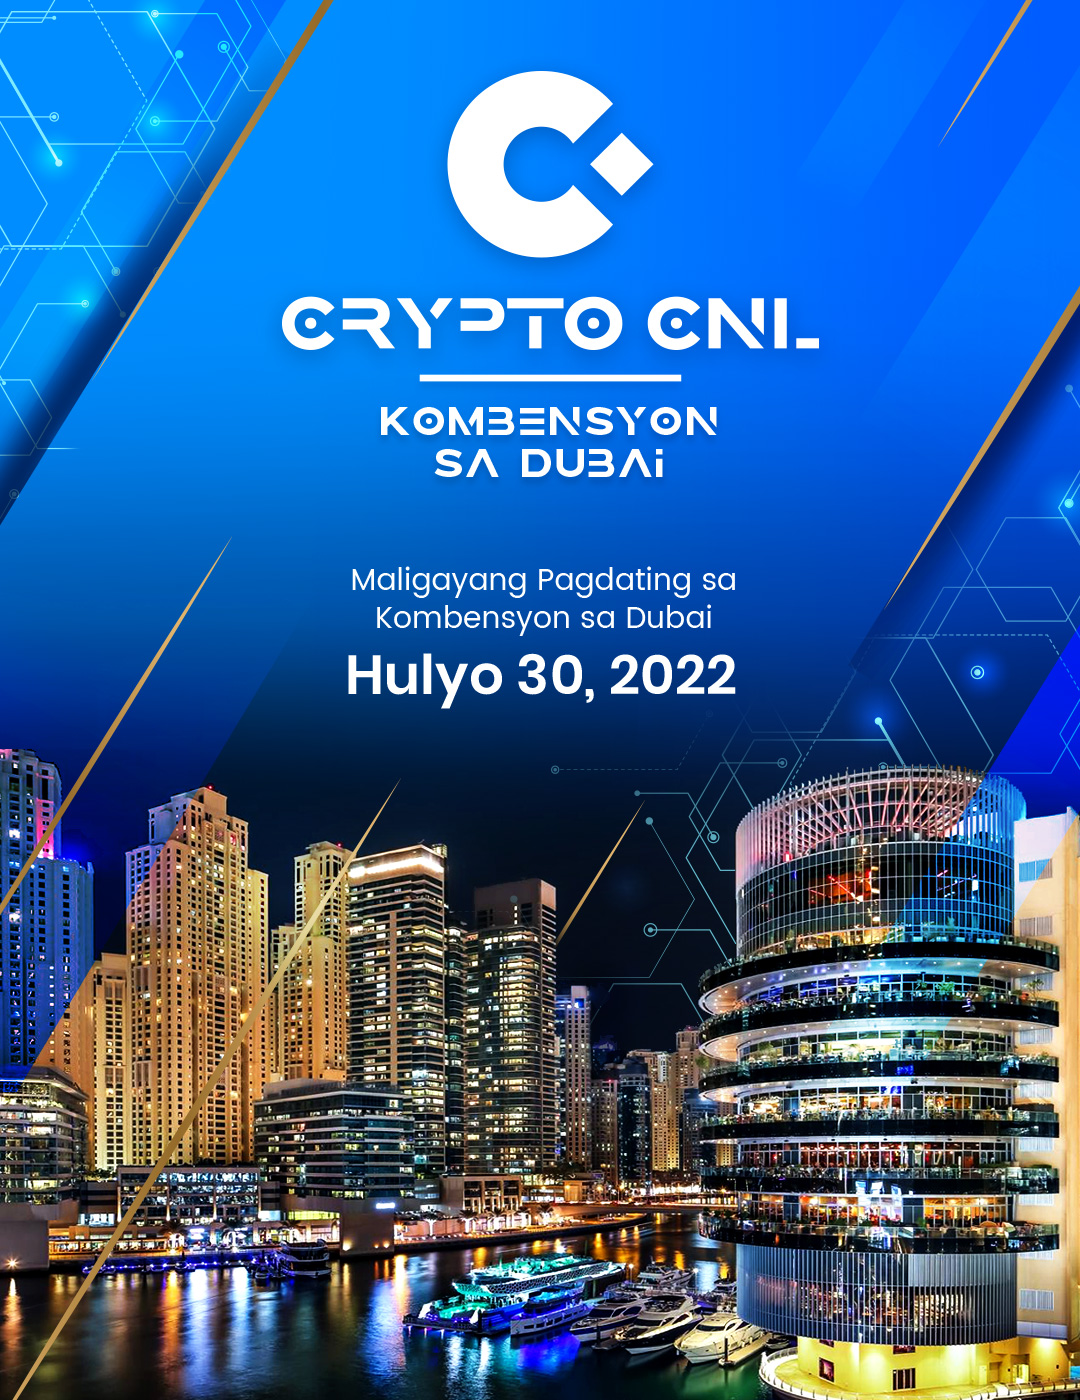 CRYPTO CNL
KOMBENSYON
SA DUBAi
Maligayang Pagdating sa
Kombensyon sa Dubai
Hulyo 30, 2022